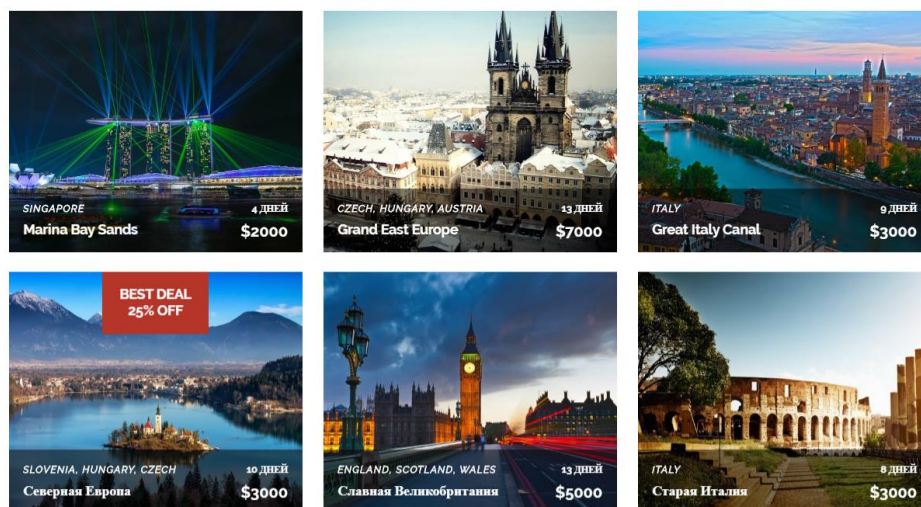 SINGAPORE
4 ДНЕЙ
Marina Bay Sands
$2000
CZECH, HUNGARY, AUSTRIA
13 ДНЕЙ
Grand East Europe
$7000
ITALY
9 ДНЕЙ
Great Italy Canal
$3000
BEST DEAL
25% OFF
SLOVENIA, HUNGARY, CZECH
10 ДНЕЙ
Северная Европа
$3000
ENGLAND, SCOTLAND, WALES
13 ДНЕЙ
Славная Великобритания
$5000
ITALY
8 ДНЕЙ
Старая Италия
$3000